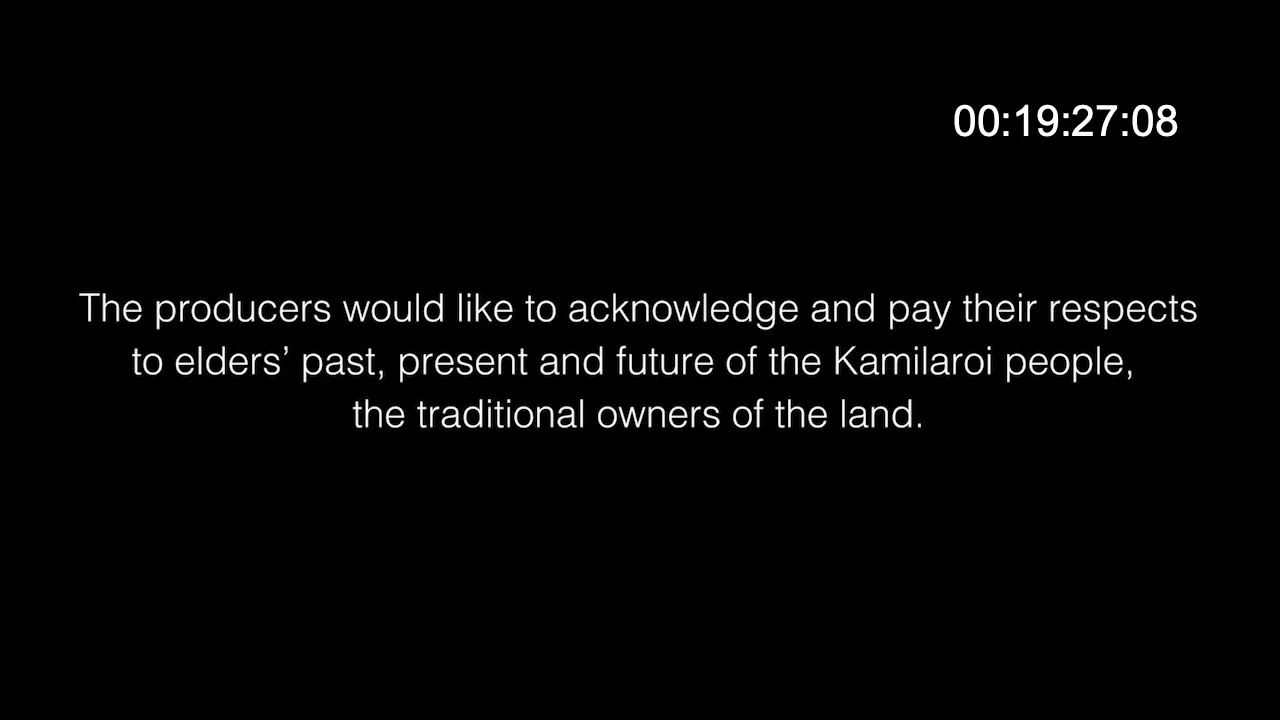 00:19:27:08
The producers would like to acknowledge and pay their respects
to elders’ past, present and future of the Kamilaroi people,
the traditional owners of the land.